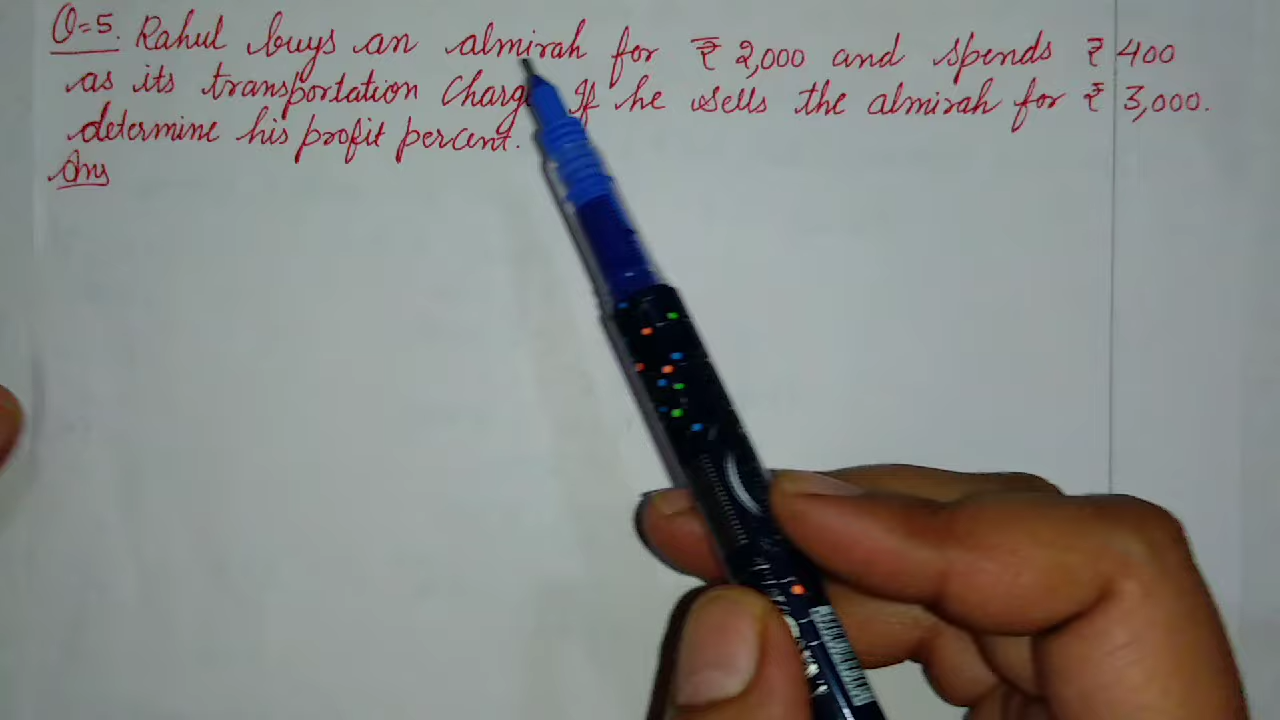 Q=5. Rahul buys an almirah for ₹ 2,000 and spends ₹ 400
as its transportation If he sells the almirah for ₹ 3,000.
determine his profit percent.
Ans